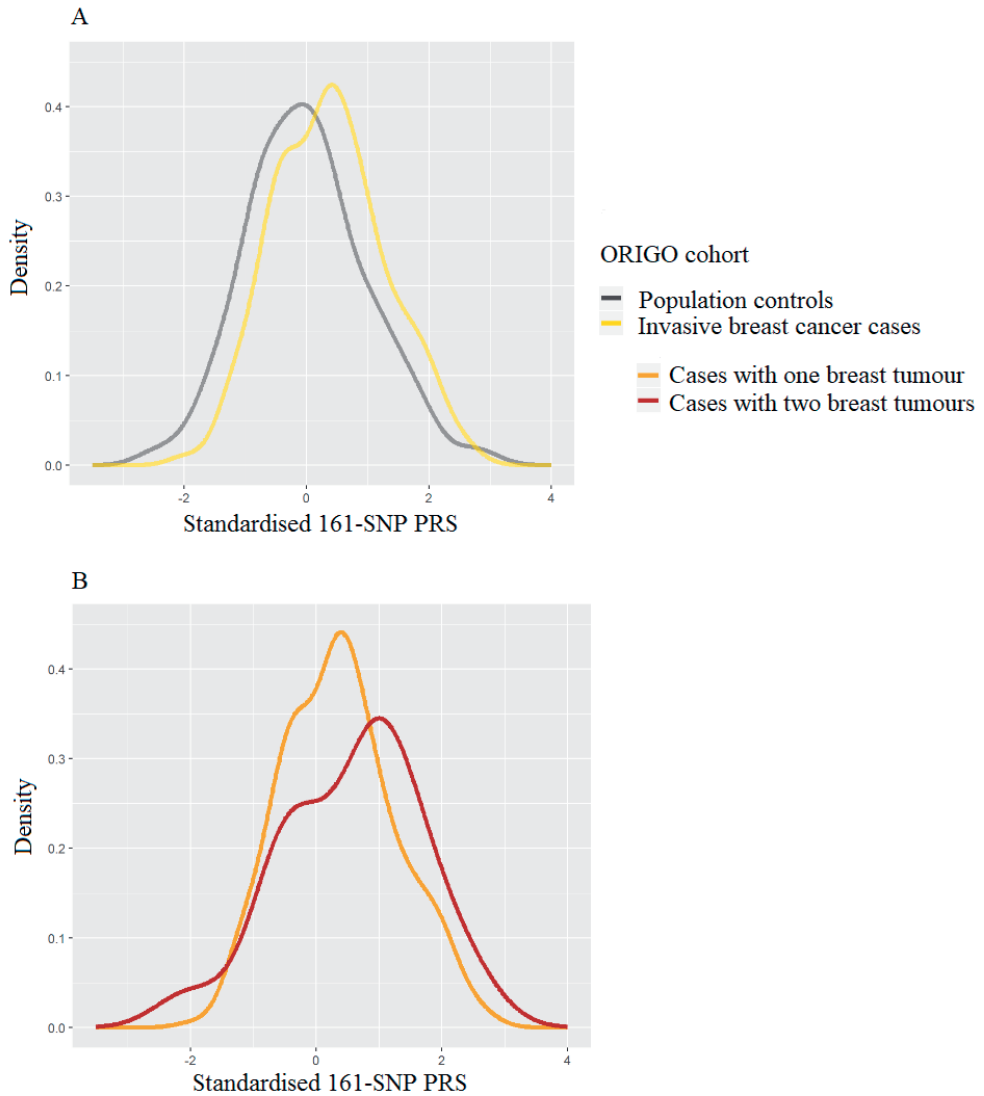 A
0.4
0.3
0.2
0.1
0.0
Density
-2
0
2
4
Standardised 161-SNP PRS
ORIGO cohort
Population controls
Invasive breast cancer cases
Cases with one breast tumour
Cases with two breast tumours
B
0.4
0.3
0.2
0.1
0.0
Density
-2
0
2
4
Standardised 161-SNP PRS